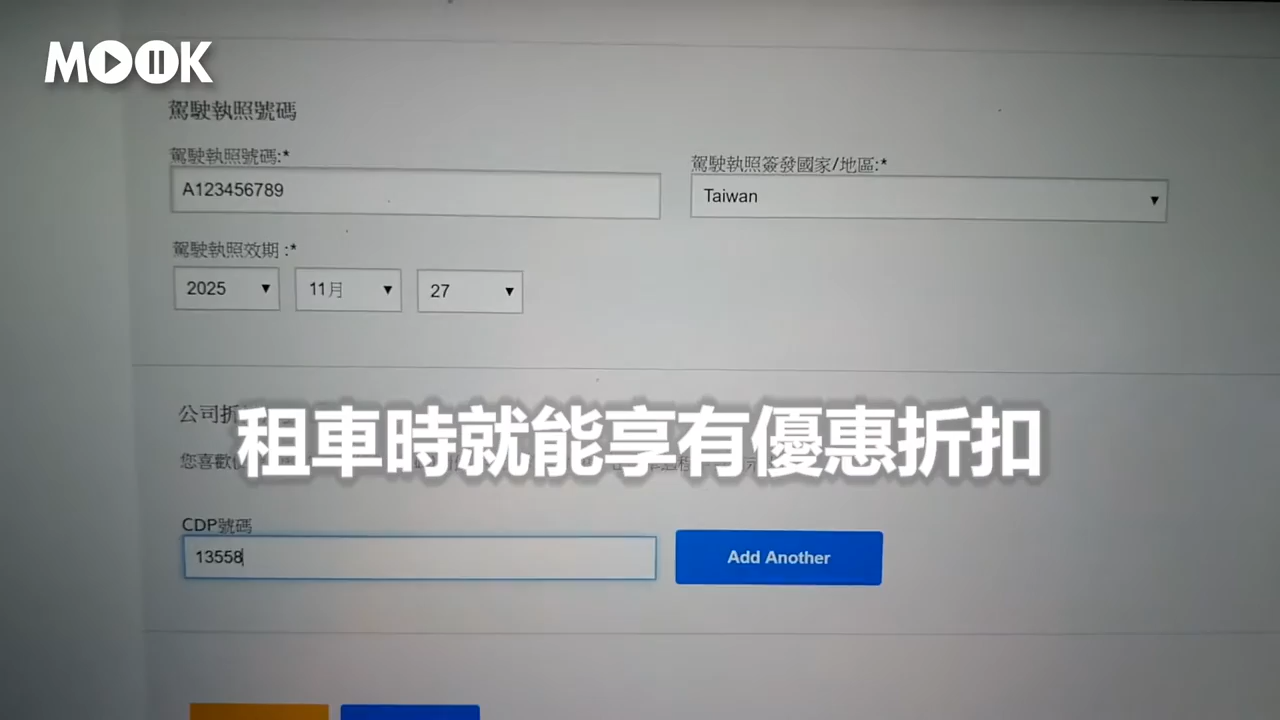 MOOK
駕駛執照號碼
駕駛執照號碼:*
駕駛執照簽發國家/地區:*
A123456789
Taiwan
駕駛執照效期 :*
2025
11月
27
公司折
租車時就能享有優惠折扣
您喜歡
CDP號碼
13558
Add Another